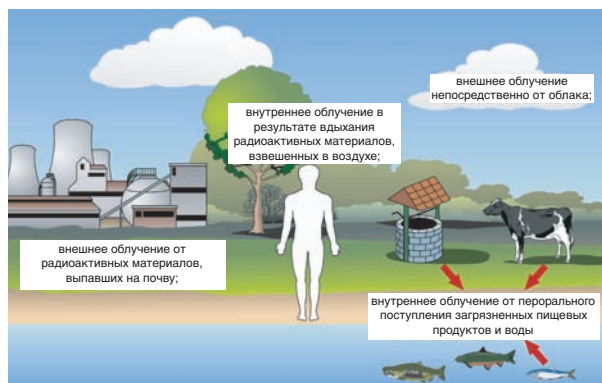 внешнее облучение
непосредственно от облака;
внутреннее облучение в
результате вдыхания
радиоактивных материалов,
взвешенных в воздухе;
внешнее облучение от
радиоактивных материалов,
выпавших на почву;
внутреннее облучение от перорального
поступления загрязненных пищевых
продуктов и воды